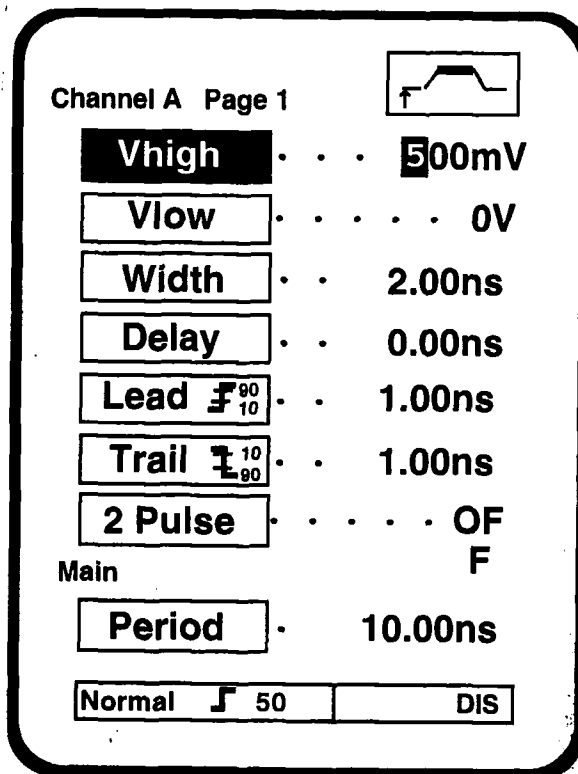 Channel A Page 1
Vhigh · · · 500mV
Vlow · · · · · 0V
Width · · 2.00ns
Delay · · 0.00ns
Lead 90 10 · · 1.00ns
Trail 10 90 · · 1.00ns
2 Pulse · · · · · OF
F
Main
Period · 10.00ns
Normal 50 DIS